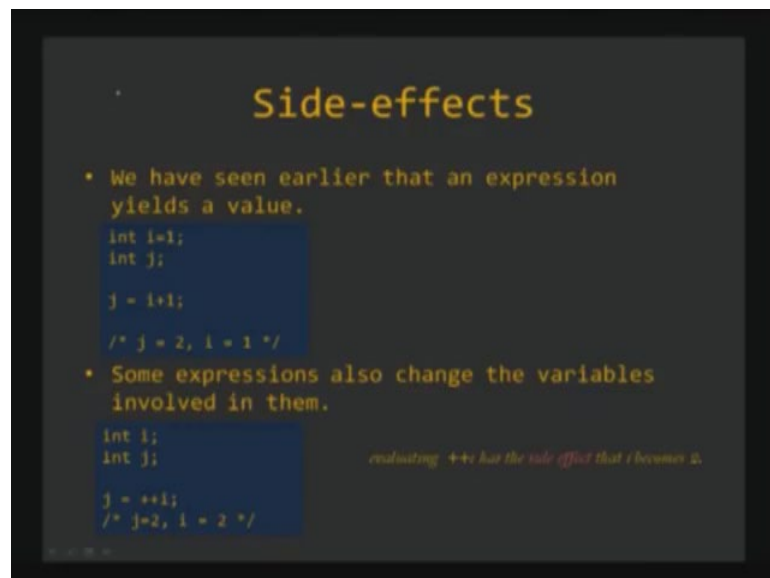 Side-effects
• We have seen earlier that an expression
yields a value.
int i=1;
int j;
j = i+1;
/* j = 2, i = 1 */
• Some expressions also change the variables
involved in them.
int i;
int j;
evaluating ++i has the side effect that i becomes 2.
j = ++i;
/* j=2, i = 2 */